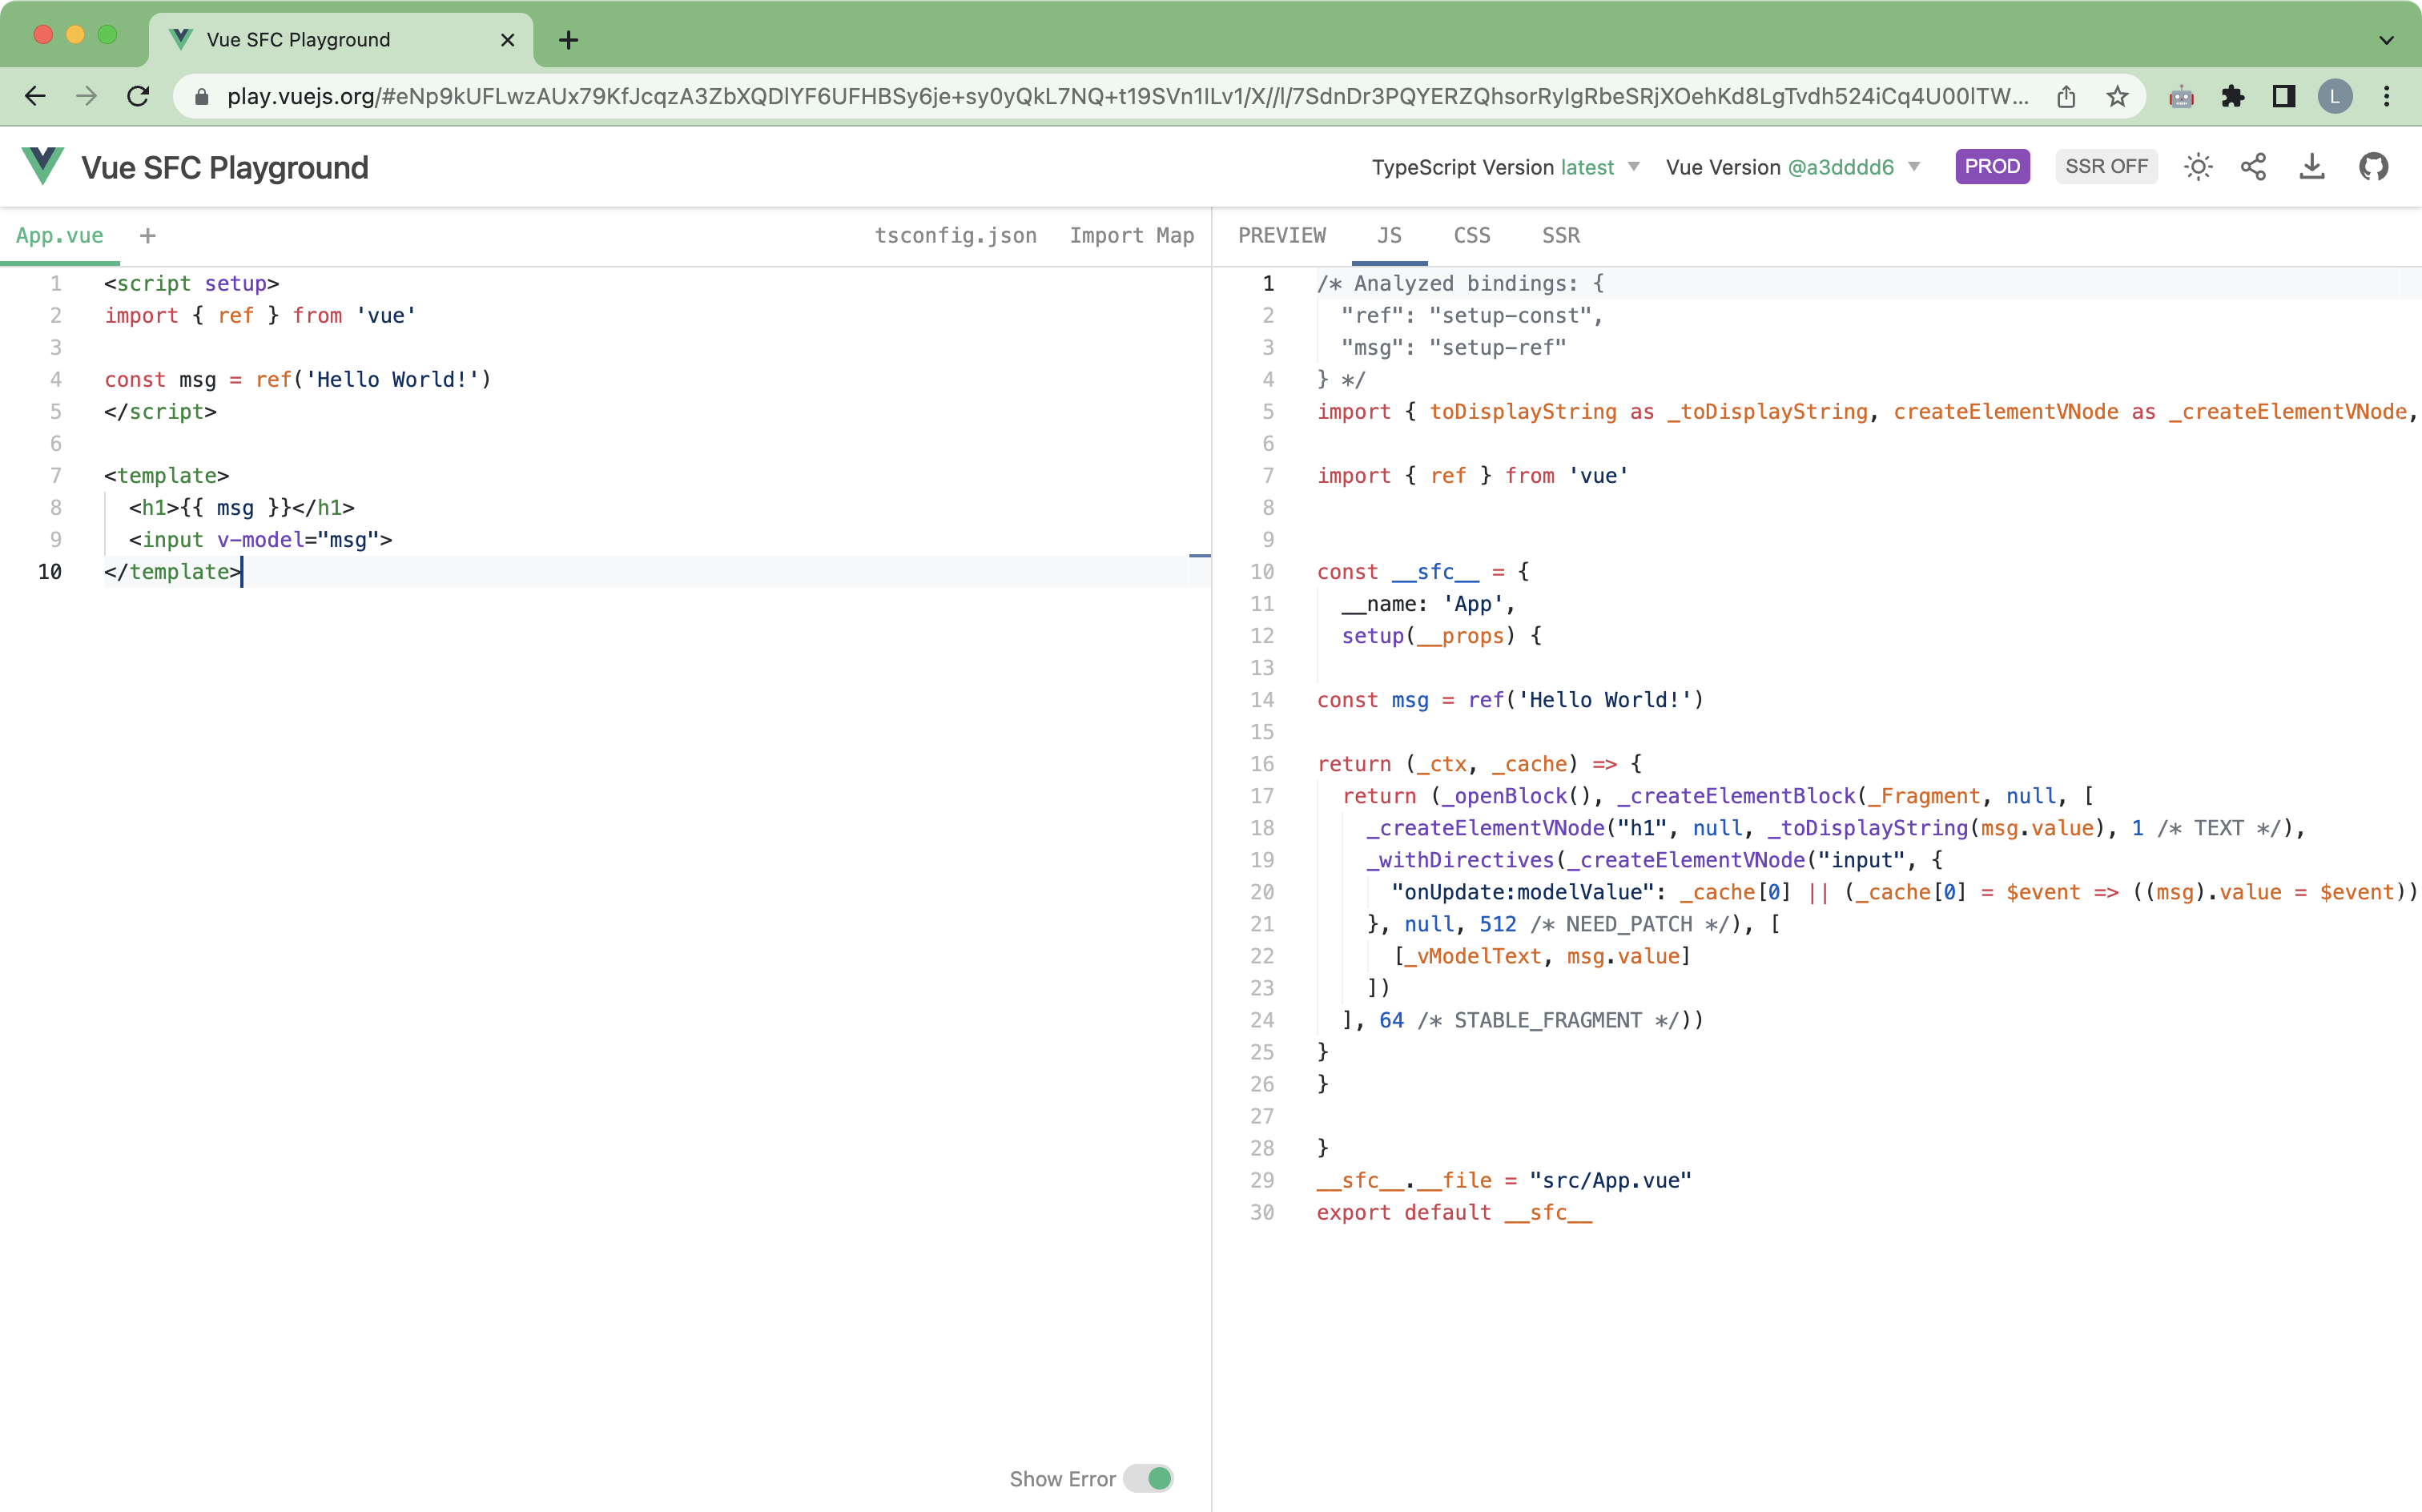 Vue SFC Playground
play.vuejs.org/#eNp9kUFLwzAUx79KfJcqzA3ZbXQDlYF6UFHBSy6je+sy0yQkL7NQ+t19SVn1ILv1/X//l/7SdnDr3PQYERZQhsorRyIgRbeSRjXOehKd8LgTvdh524iCq4U00lTW...
L
Vue SFC Playground
TypeScript Version latest Vue Version @a3dddd6 PROD SSR OFF
App.vue + tsconfig.json Import Map
1 <script setup>
2 import { ref } from 'vue'
3
4 const msg = ref('Hello World!')
5 </script>
6
7 <template>
8 <h1>{{ msg }}</h1>
9 <input v-model="msg">
10 </template>
Show Error
PREVIEW JS CSS SSR
1 /* Analyzed bindings: {
2 "ref": "setup-const",
3 "msg": "setup-ref"
4 } */
5 import { toDisplayString as _toDisplayString, createElementVNode as _createElementVNode,
6
7 import { ref } from 'vue'
8
9
10 const __sfc__ = {
11 __name: 'App',
12 setup(__props) {
13
14 const msg = ref('Hello World!')
15
16 return (_ctx, _cache) => {
17 return (_openBlock(), _createElementBlock(_Fragment, null, [
18 _createElementVNode("h1", null, _toDisplayString(msg.value), 1 /* TEXT */),
19 _withDirectives(_createElementVNode("input", {
20 "onUpdate:modelValue": _cache[0] || (_cache[0] = $event => ((msg).value = $event))
21 }, null, 512 /* NEED_PATCH */), [
22 [_vModelText, msg.value]
23 ])
24 ], 64 /* STABLE_FRAGMENT */))
25 }
26 }
27
28 }
29 __sfc__.__file = "src/App.vue"
30 export default __sfc__